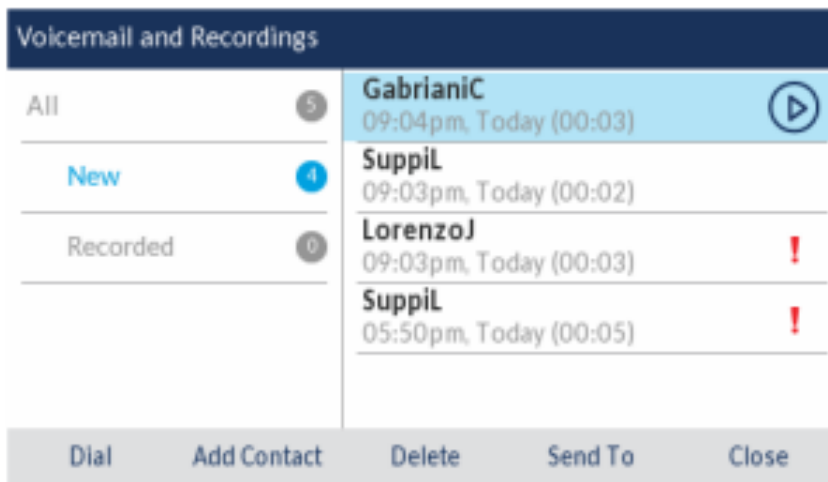 Voicemail and Recordings
All 5
New 4
Recorded 0
GabrianiC
09:04pm, Today (00:03)
SuppiL
09:03pm, Today (00:02)
LorenzoJ
09:03pm, Today (00:03)
!
SuppiL
05:50pm, Today (00:05)
!
Dial Add Contact Delete Send To Close